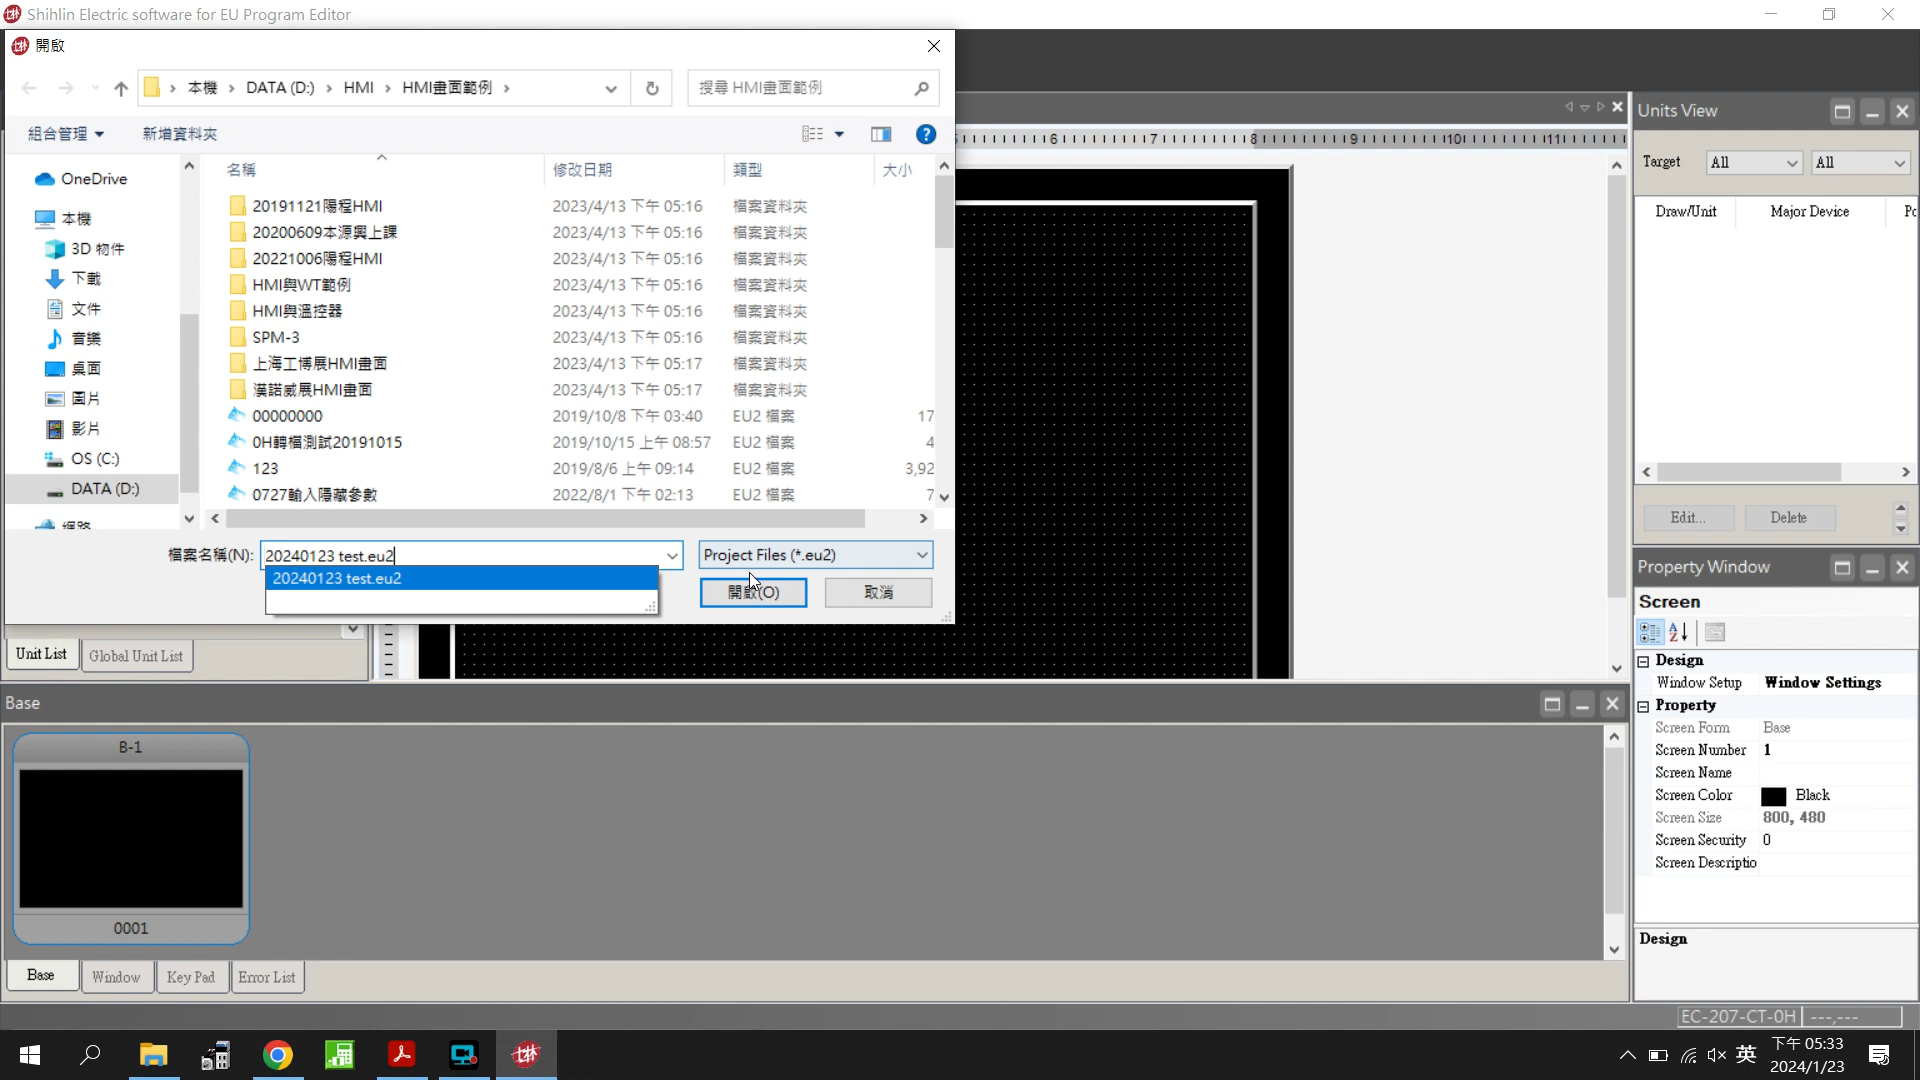 Shihlin Electric software for EU Program Editor
開啟
本機 › DATA (D:) › HMI › HMI畫面範例 ›
搜尋 HMI畫面範例
組合管理
新增資料夾
OneDrive
本機
3D 物件
下載
文件
音樂
桌面
圖片
影片
OS (C:)
DATA (D:)
網路
名稱 修改日期 類型 大小
20191121陽程HMI 2023/4/13 下午 05:16 檔案資料夾
20200609本源興上課 2023/4/13 下午 05:16 檔案資料夾
20221006陽程HMI 2023/4/13 下午 05:16 檔案資料夾
HMI與WT範例 2023/4/13 下午 05:16 檔案資料夾
HMI與溫控器 2023/4/13 下午 05:16 檔案資料夾
SPM-3 2023/4/13 下午 05:16 檔案資料夾
上海工博展HMI畫面 2023/4/13 下午 05:17 檔案資料夾
漢諾威展HMI畫面 2023/4/13 下午 05:17 檔案資料夾
00000000 2019/10/8 下午 03:40 EU2 檔案 17
0H轉檔測試20191015 2019/10/15 上午 08:57 EU2 檔案 4
123 2019/8/6 上午 09:14 EU2 檔案 3,92
0727輸入隱藏參數 2022/8/1 下午 02:13 EU2 檔案 7
檔案名稱(N): 20240123 test.eu2
Project Files (*.eu2)
20240123 test.eu2
開啟(O)
取消
6 7 8 9 10 11
Units View
Target All All
Draw/Unit Major Device Po
Edit... Delete
Property Window
Screen
Design
Window Setup Window Settings
Property
Screen Form Base
Screen Number 1
Screen Name
Screen Color Black
Screen Size 800, 480
Screen Security 0
Screen Descriptio
Design
Unit List
Global Unit List
Base
B-1
0001
Base
Window
Key Pad
Error List
EC-207-CT-0H ---,---
英
下午 05:33
2024/1/23